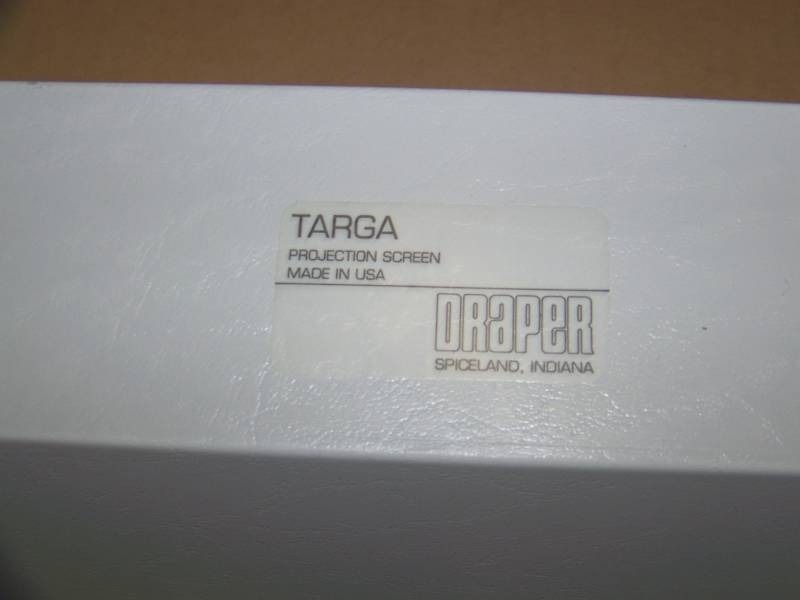 TARGA
PROJECTION SCREEN
MADE IN USA
DRAPER
SPICELAND, INDIANA